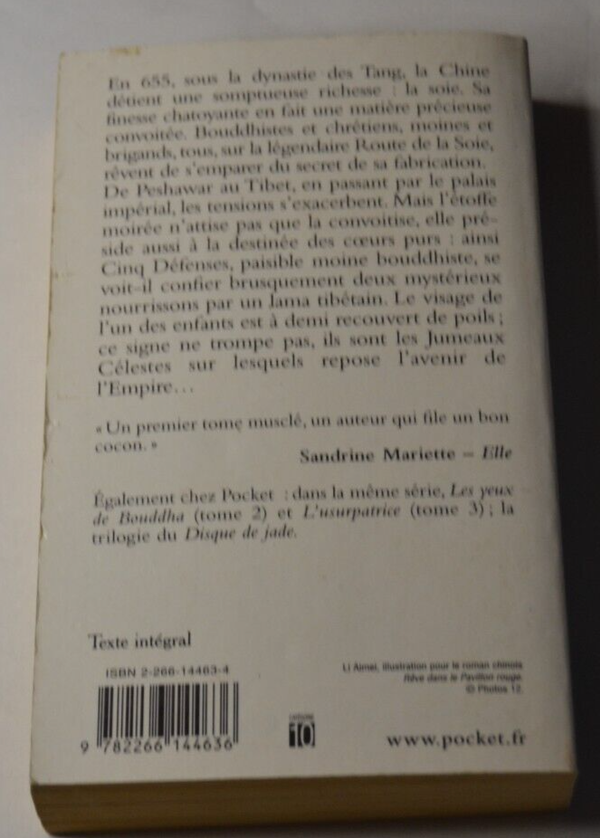 En 655, sous la dynastie des Tang, la Chine
détient une somptueuse richesse : la soie. Sa
finesse chatoyante en fait une matière précieuse
convoitée. Bouddhistes et chrétiens, moines et
brigands, tous, sur la légendaire Route de la Soie,
rêvent de s'emparer du secret de sa fabrication.
De Peshawar au Tibet, en passant par le palais
impérial, les tensions s'exacerbent. Mais l'étoffe
moirée n'attise pas que la convoitise, elle pré-
side aussi à la destinée des cœurs purs : ainsi
Cinq Défenses, paisible moine bouddhiste, se
voit-il confier brusquement deux mystérieux
nourrissons par un lama tibétain. Le visage de
l'un des enfants est à demi recouvert de poils ;
ce signe ne trompe pas, ils sont les Jumeaux
Célestes sur lesquels repose l'avenir de
l'Empire...
« Un premier tome musclé, un auteur qui file un bon
cocon. »
Sandrine Mariette – Elle
Également chez Pocket : dans la même série, Les yeux
de Bouddha (tome 2) et L'usurpatrice (tome 3) ; la
trilogie du Disque de jade.
Texte intégral
ISBN 2-266-14463-4
Li Aimei, illustration pour le roman chinois
Rêve dans le Pavillon rouge.
© Photos 12.
9 782266 144636
10
www.pocket.fr